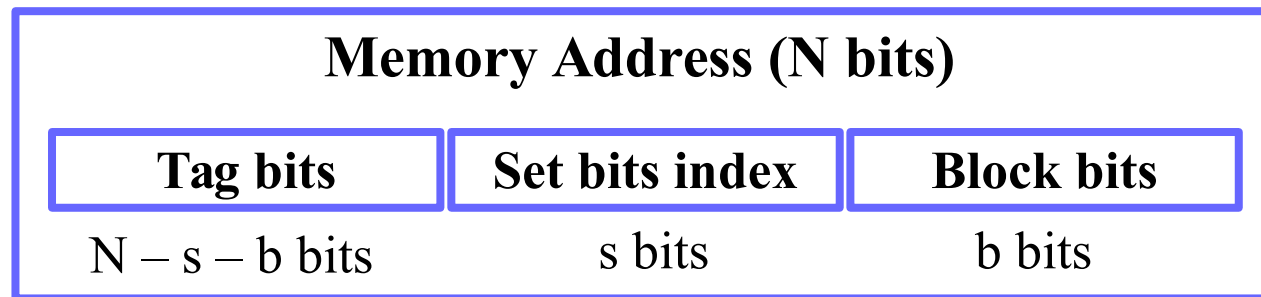 Memory Address (N bits)
Tag bits Set bits index Block bits
N – s – b bits s bits b bits